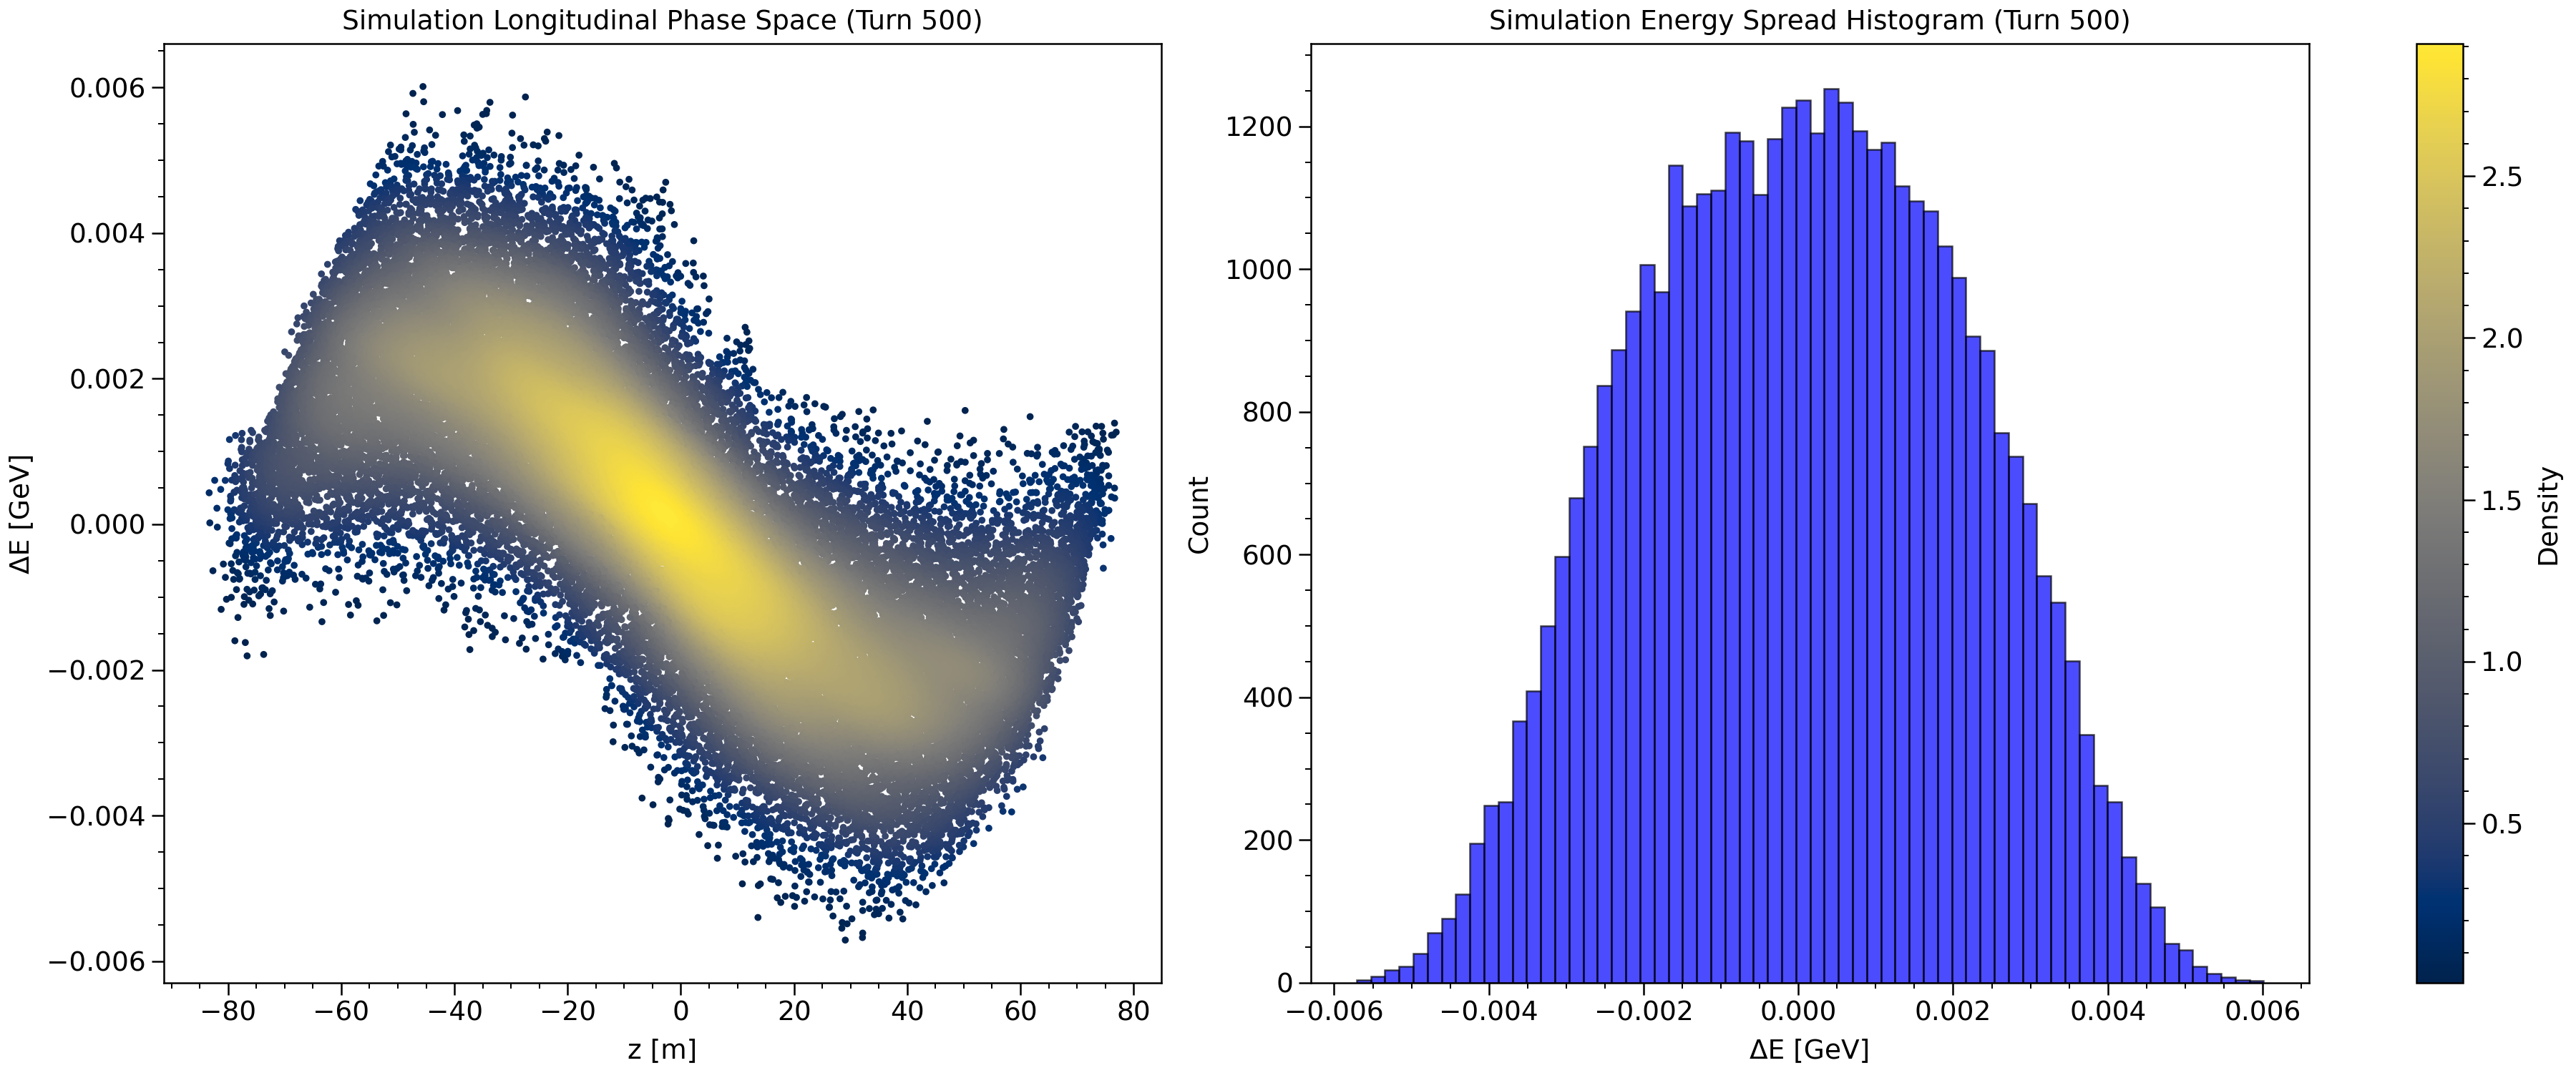 Simulation Longitudinal Phase Space (Turn 500)
0.006
0.004
0.002
0.000
−0.002
−0.004
−0.006
ΔE [GeV]
−80 −60 −40 −20 0 20 40 60 80
z [m]
Simulation Energy Spread Histogram (Turn 500)
1200
1000
800
600
400
200
0
Count
−0.006 −0.004 −0.002 0.000 0.002 0.004 0.006
ΔE [GeV]
2.5
2.0
1.5
1.0
0.5
Density